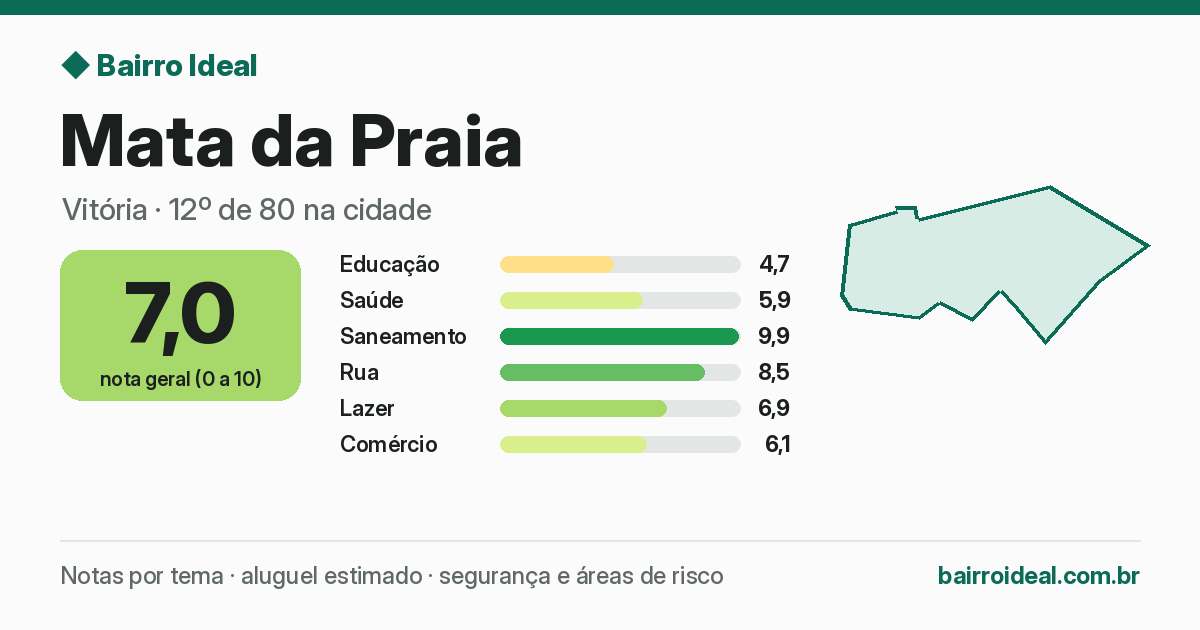 Bairro Ideal
Mata da Praia
Vitória · 12º de 80 na cidade
7,0
nota geral (0 a 10)
Educação 4,7
Saúde 5,9
Saneamento 9,9
Rua 8,5
Lazer 6,9
Comércio 6,1
Notas por tema · aluguel estimado · segurança e áreas de risco
bairroideal.com.br